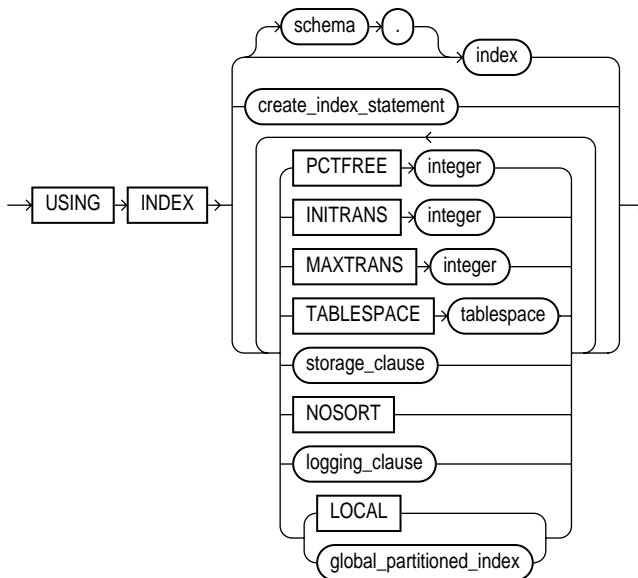 schema .
index
create_index_statement
PCTFREE integer
USING INDEX INITRANS integer
MAXTRANS integer
TABLESPACE tablespace
storage_clause
NOSORT
logging_clause
LOCAL
global_partitioned_index